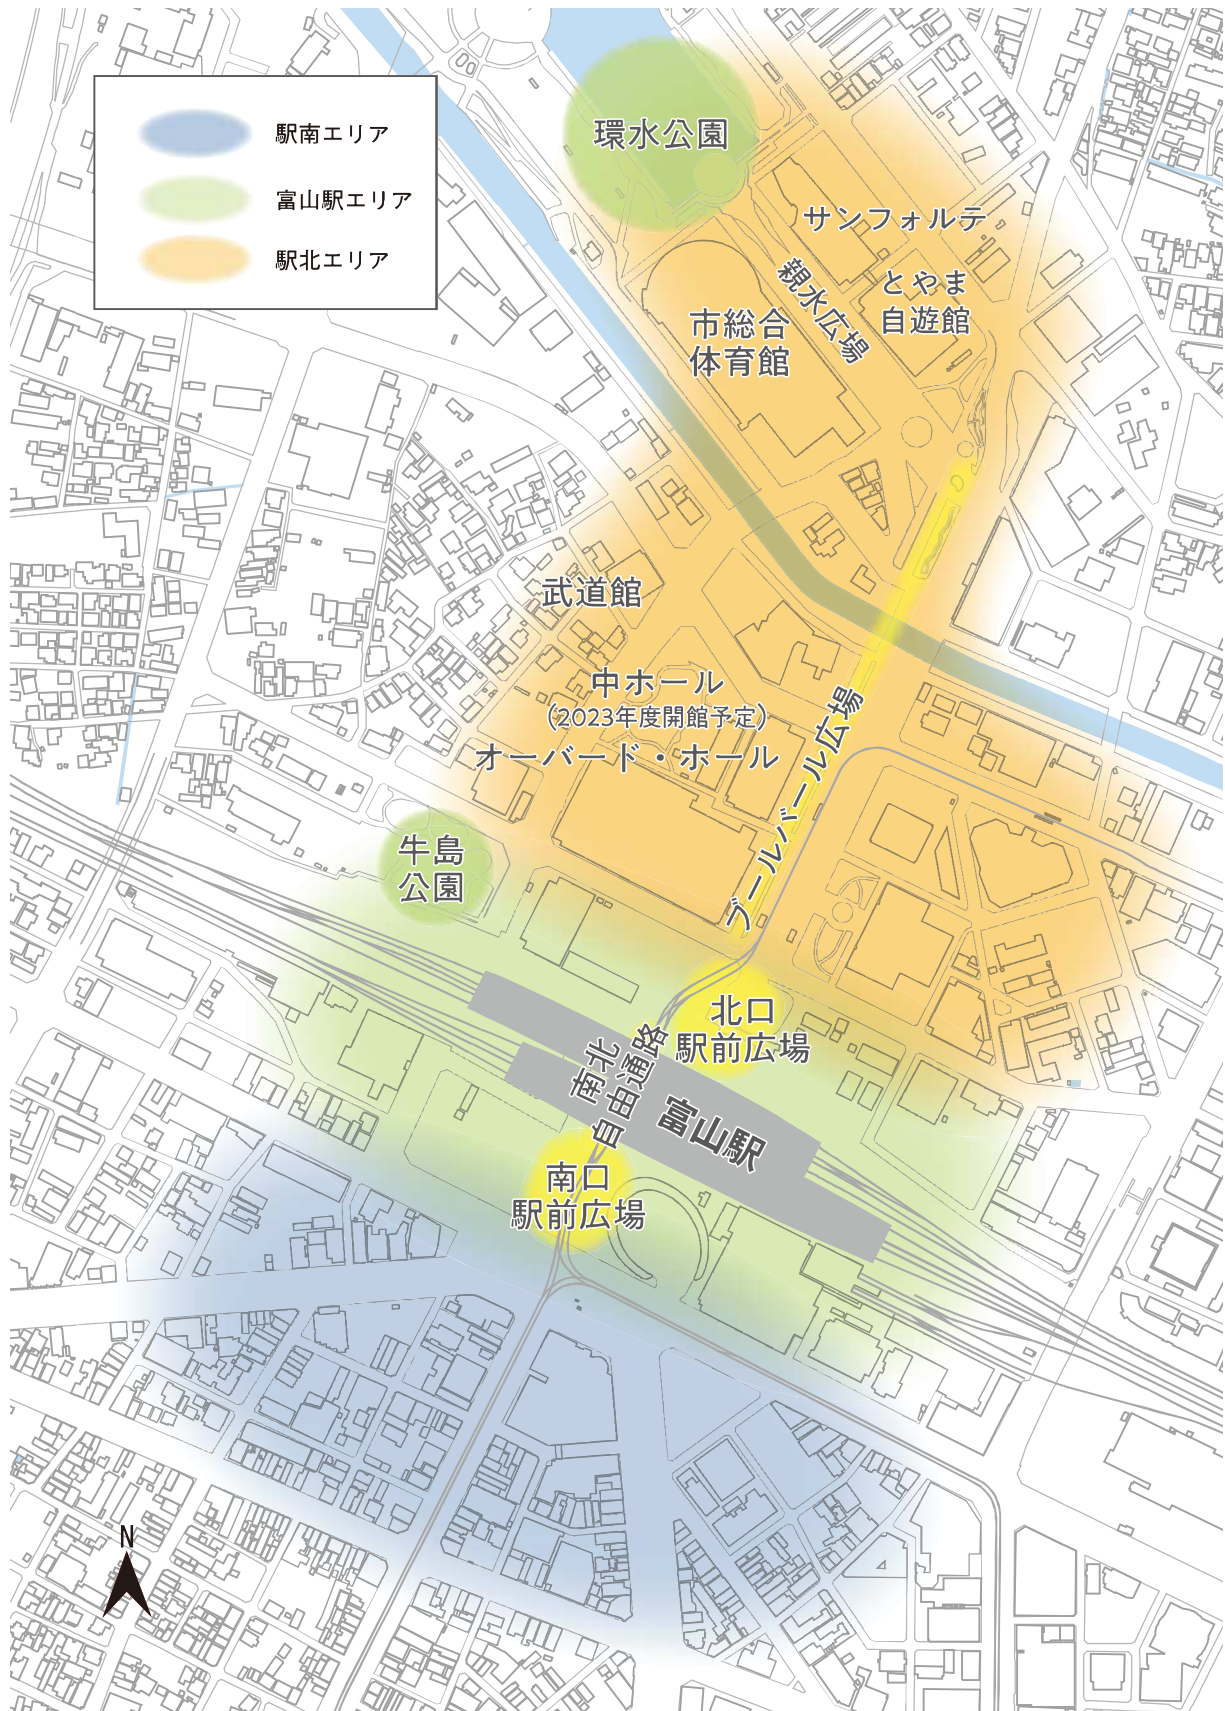 駅南エリア
富山駅エリア
駅北エリア
環水公園
サンフォルテ
親水広場
とやま
自遊館
市総合
体育館
武道館
中ホール
(2023年度開館予定)
オーバード・ホール
ブールバール広場
牛島
公園
北口
駅前広場
南北
自由通路
富山駅
南口
駅前広場
N